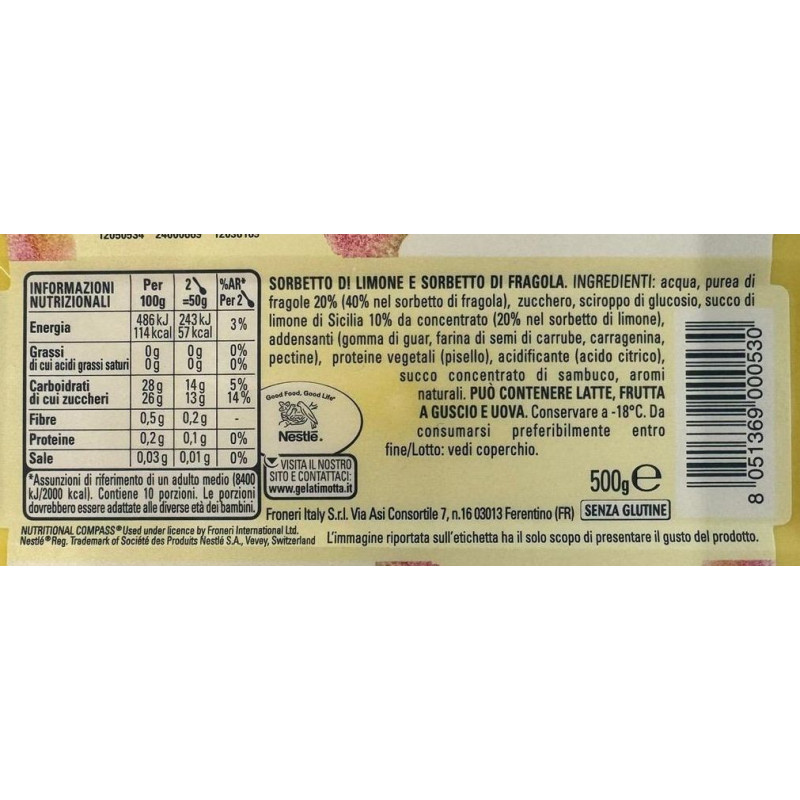 INFORMAZIONI NUTRIZIONALI Per 100g 2 =50g %AR* Per 2
Energia 486 kJ 114 kcal 243 kJ 57 kcal 3%
Grassi 0g 0g 0%
di cui acidi grassi saturi 0g 0g 0%
Carboidrati 28g 14g 5%
di cui zuccheri 26g 13g 14%
Fibre 0,5g 0,2g -
Proteine 0,2g 0,1g 0%
Sale 0,03g 0,01g 0%
*Assunzioni di riferimento di un adulto medio (8400
kJ/2000 kcal). Contiene 10 porzioni. Le porzioni
dovrebbero essere adattate alle diverse età dei bambini.
NUTRITIONAL COMPASS® Used under licence by Froneri International Ltd.
Nestlé® Reg. Trademark of Société des Produits Nestlé S.A., Vevey, Switzerland
SORBETTO DI LIMONE E SORBETTO DI FRAGOLA. INGREDIENTI: acqua, purea di
fragole 20% (40% nel sorbetto di fragola), zucchero, sciroppo di glucosio, succo di
limone di Sicilia 10% da concentrato (20% nel sorbetto di limone),
addensanti (gomma di guar, farina di semi di carrube, carragenina,
pectine), proteine vegetali (pisello), acidificante (acido citrico),
succo concentrato di sambuco, aromi
naturali. PUÒ CONTENERE LATTE, FRUTTA
A GUSCIO E UOVA. Conservare a -18°C. Da
consumarsi preferibilmente entro
fine/Lotto: vedi coperchio.
Good Food, Good Life®
Nestlé®
VISITA IL NOSTRO
SITO E CONTATTACI:
www.gelatimotta.it
500g e
Froneri Italy S.r.l. Via Asi Consortile 7, n.16 03013 Ferentino (FR) SENZA GLUTINE
L'immagine riportata sull'etichetta ha il solo scopo di presentare il gusto del prodotto.
8 051369 000530